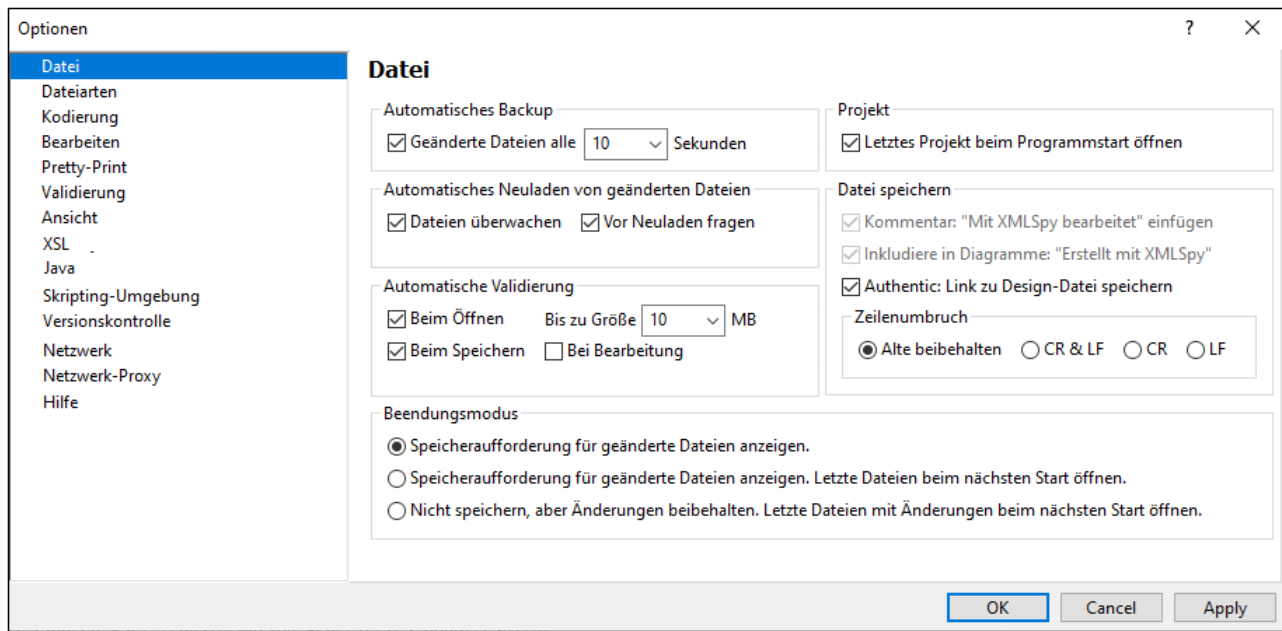 Optionen
?
Datei
Dateiarten
Kodierung
Bearbeiten
Pretty-Print
Validierung
Ansicht
XSL
Java
Skripting-Umgebung
Versionskontrolle
Netzwerk
Netzwerk-Proxy
Hilfe
Datei
Automatisches Backup
Geänderte Dateien alle 10 Sekunden
Automatisches Neuladen von geänderten Dateien
Dateien überwachen Vor Neuladen fragen
Automatische Validierung
Beim Öffnen Bis zu Größe 10 MB
Beim Speichern Bei Bearbeitung
Projekt
Letztes Projekt beim Programmstart öffnen
Datei speichern
Kommentar: "Mit XMLSpy bearbeitet" einfügen
Inkludiere in Diagramme: "Erstellt mit XMLSpy"
Authentic: Link zu Design-Datei speichern
Zeilenumbruch
Alte beibehalten CR & LF CR LF
Beendungsmodus
Speicheraufforderung für geänderte Dateien anzeigen.
Speicheraufforderung für geänderte Dateien anzeigen. Letzte Dateien beim nächsten Start öffnen.
Nicht speichern, aber Änderungen beibehalten. Letzte Dateien mit Änderungen beim nächsten Start öffnen.
OK Cancel Apply